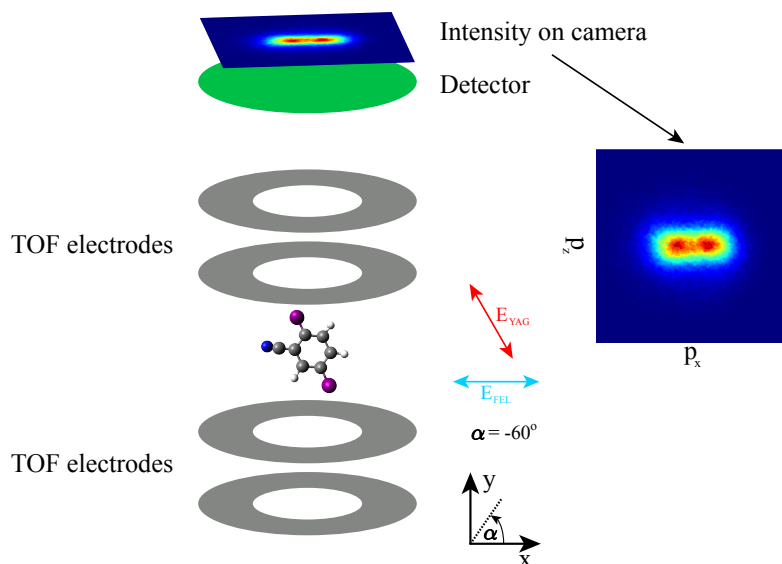 Intensity on camera
Detector
TOF electrodes
E_YAG
E_FEL
α = -60°
TOF electrodes
y
α
x
p_z
p_x